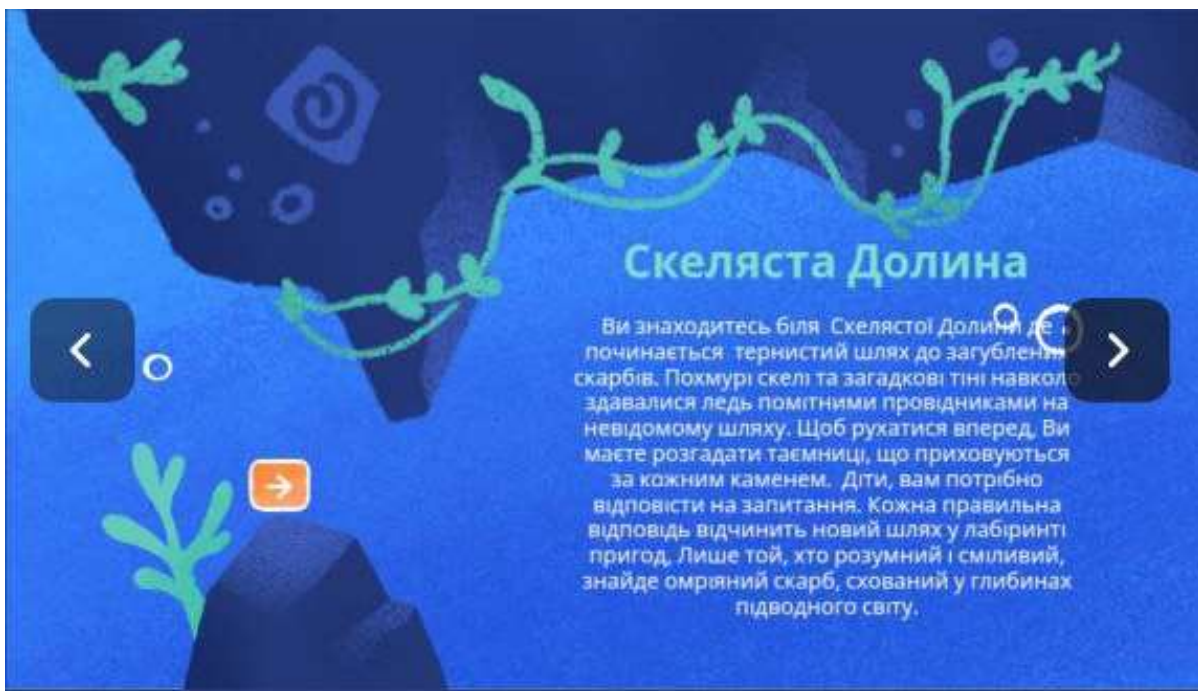 Скеляста Долина
Ви знаходитесь біля Скелястої Долини де
починається тернистий шлях до загублених
скарбів. Похмурі скелі та загадкові тіні навколо
здавалися ледь помітними провідниками на
невідомому шляху. Щоб рухатися вперед, Ви
маєте розгадати таємниці, що приховуються
за кожним каменем. Діти, вам потрібно
відповісти на запитання. Кожна правильна
відповідь відчинить новий шлях у лабіринті
пригод, Лише той, хто розумний і сміливий,
знайде омріяний скарб, схований у глибинах
підводного світу.